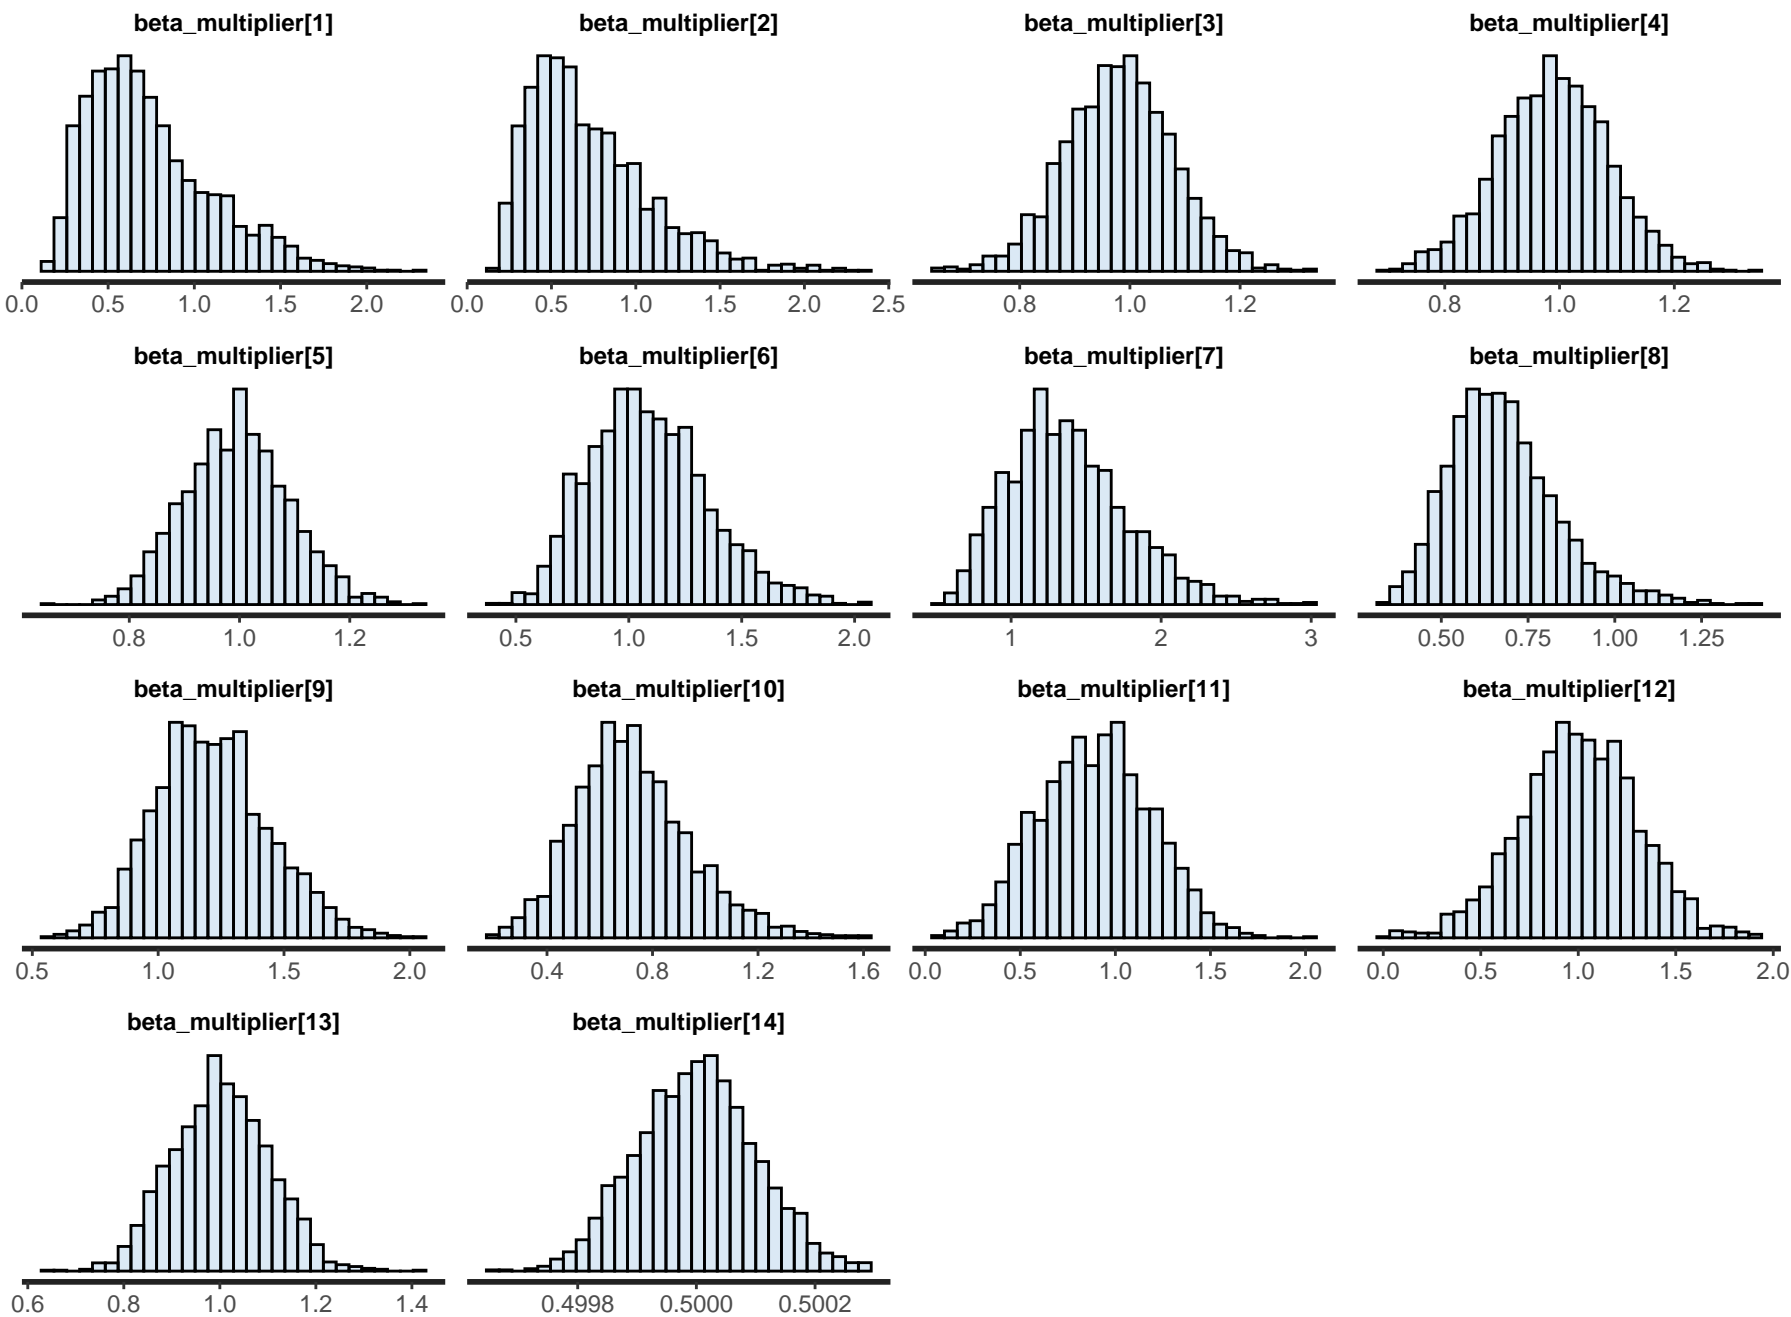 beta_multiplier[1] beta_multiplier[2] beta_multiplier[3] beta_multiplier[4]
0.0 0.5 1.0 1.5 2.0 0.0 0.5 1.0 1.5 2.0 2.5 0.8 1.0 1.2 0.8 1.0 1.2
beta_multiplier[5] beta_multiplier[6] beta_multiplier[7] beta_multiplier[8]
0.8 1.0 1.2 0.5 1.0 1.5 2.0 1 2 3 0.50 0.75 1.00 1.25
beta_multiplier[9] beta_multiplier[10] beta_multiplier[11] beta_multiplier[12]
0.5 1.0 1.5 2.0 0.4 0.8 1.2 1.6 0.0 0.5 1.0 1.5 2.0 0.0 0.5 1.0 1.5 2.0
beta_multiplier[13] beta_multiplier[14]
0.6 0.8 1.0 1.2 1.4 0.4998 0.5000 0.5002